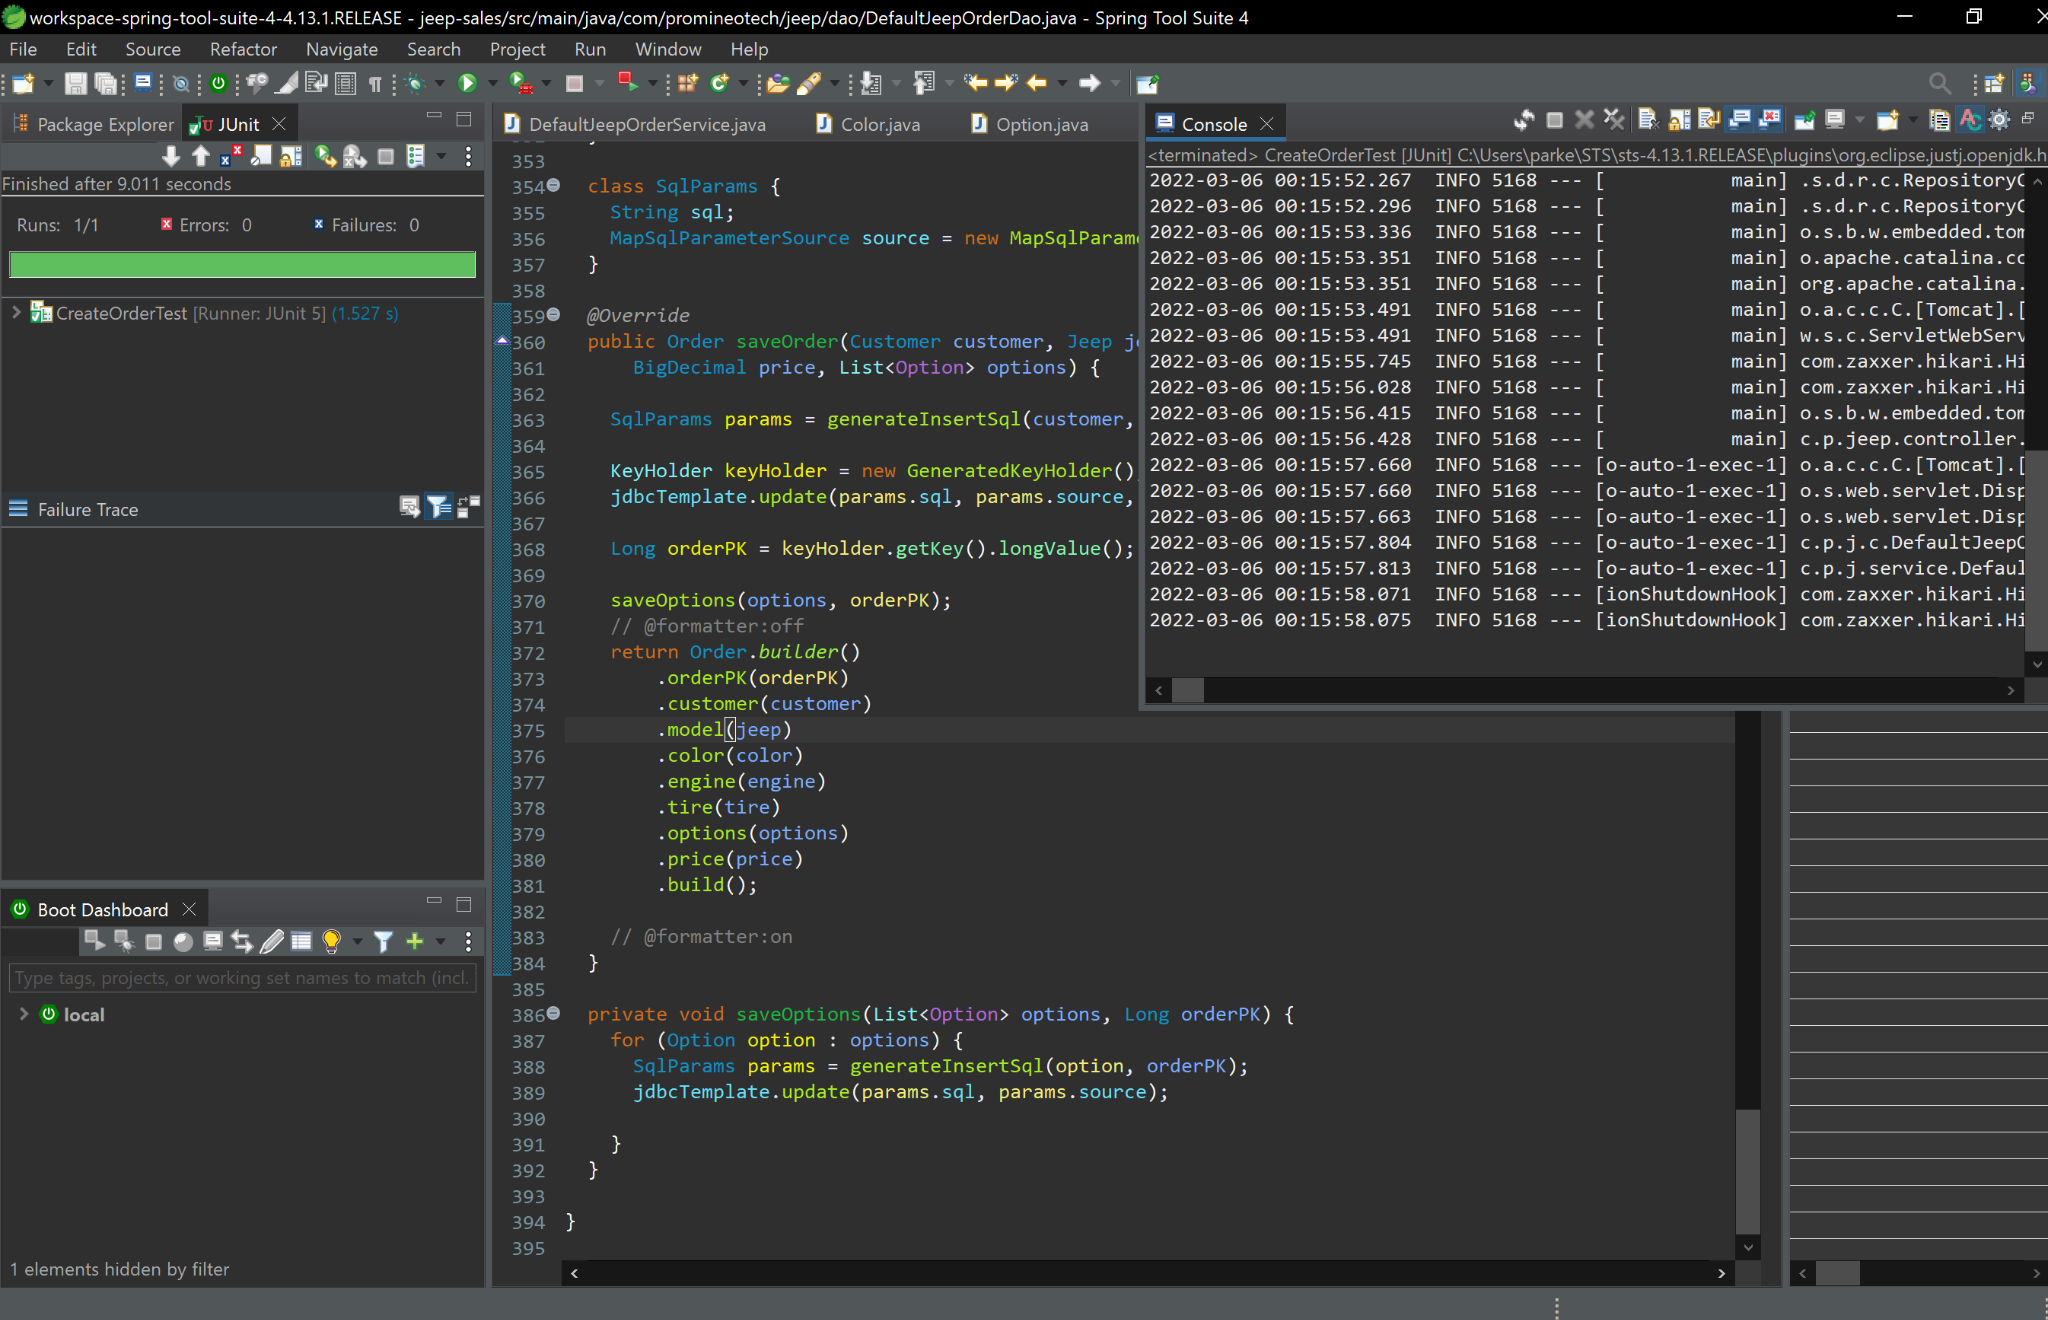 workspace-spring-tool-suite-4-4.13.1.RELEASE - jeep-sales/src/main/java/com/promineotech/jeep/dao/DefaultJeepOrderDao.java - Spring Tool Suite 4
File Edit Source Refactor Navigate Search Project Run Window Help
Package Explorer
JUnit
Finished after 9.011 seconds
Runs: 1/1
Errors: 0
Failures: 0
CreateOrderTest [Runner: JUnit 5] (1.527 s)
Failure Trace
Boot Dashboard
Type tags, projects, or working set names to match (incl.
local
1 elements hidden by filter
DefaultJeepOrderService.java
Color.java
Option.java
353
354 class SqlParams {
355 String sql;
356 MapSqlParameterSource source = new MapSqlParame
357 }
358
359 @Override
360 public Order saveOrder(Customer customer, Jeep je
361 BigDecimal price, List<Option> options) {
362
363 SqlParams params = generateInsertSql(customer,
364
365 KeyHolder keyHolder = new GeneratedKeyHolder()
366 jdbcTemplate.update(params.sql, params.source,
367
368 Long orderPK = keyHolder.getKey().longValue();
369
370 saveOptions(options, orderPK);
371 // @formatter:off
372 return Order.builder()
373 .orderPK(orderPK)
374 .customer(customer)
375 .model(jeep)
376 .color(color)
377 .engine(engine)
378 .tire(tire)
379 .options(options)
380 .price(price)
381 .build();
382
383 // @formatter:on
384 }
385
386 private void saveOptions(List<Option> options, Long orderPK) {
387 for (Option option : options) {
388 SqlParams params = generateInsertSql(option, orderPK);
389 jdbcTemplate.update(params.sql, params.source);
390
391 }
392 }
393
394 }
395
Console
<terminated> CreateOrderTest [JUnit] C:\Users\parke\STS\sts-4.13.1.RELEASE\plugins\org.eclipse.justj.openjdk.h
2022-03-06 00:15:52.267 INFO 5168 --- [ main] .s.d.r.c.RepositoryC
2022-03-06 00:15:52.296 INFO 5168 --- [ main] .s.d.r.c.RepositoryC
2022-03-06 00:15:53.336 INFO 5168 --- [ main] o.s.b.w.embedded.tom
2022-03-06 00:15:53.351 INFO 5168 --- [ main] o.apache.catalina.co
2022-03-06 00:15:53.351 INFO 5168 --- [ main] org.apache.catalina.
2022-03-06 00:15:53.491 INFO 5168 --- [ main] o.a.c.c.C.[Tomcat].[
2022-03-06 00:15:53.491 INFO 5168 --- [ main] w.s.c.ServletWebServ
2022-03-06 00:15:55.745 INFO 5168 --- [ main] com.zaxxer.hikari.Hi
2022-03-06 00:15:56.028 INFO 5168 --- [ main] com.zaxxer.hikari.Hi
2022-03-06 00:15:56.415 INFO 5168 --- [ main] o.s.b.w.embedded.tom
2022-03-06 00:15:56.428 INFO 5168 --- [ main] c.p.jeep.controller.
2022-03-06 00:15:57.660 INFO 5168 --- [o-auto-1-exec-1] o.a.c.c.C.[Tomcat].[
2022-03-06 00:15:57.660 INFO 5168 --- [o-auto-1-exec-1] o.s.web.servlet.Disp
2022-03-06 00:15:57.663 INFO 5168 --- [o-auto-1-exec-1] o.s.web.servlet.Disp
2022-03-06 00:15:57.804 INFO 5168 --- [o-auto-1-exec-1] c.p.j.c.DefaultJeepO
2022-03-06 00:15:57.813 INFO 5168 --- [o-auto-1-exec-1] c.p.j.service.Defaul
2022-03-06 00:15:58.071 INFO 5168 --- [ionShutdownHook] com.zaxxer.hikari.Hi
2022-03-06 00:15:58.075 INFO 5168 --- [ionShutdownHook] com.zaxxer.hikari.Hi